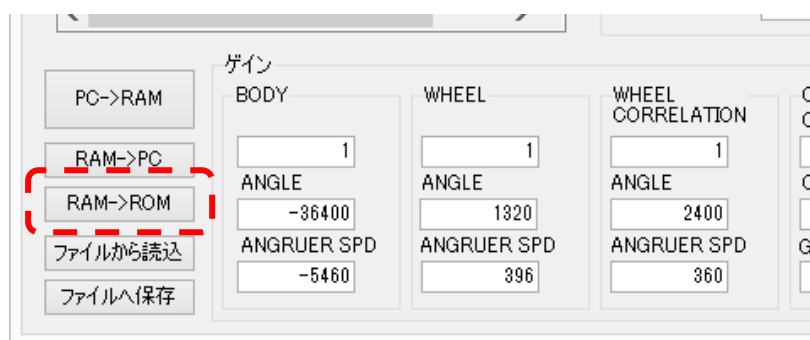 PC->RAM
RAM->PC
RAM->ROM
ファイルから読込
ファイルへ保存
ゲイン
BODY
1
ANGLE
-36400
ANGRUER SPD
-5460
WHEEL
1
ANGLE
1320
ANGRUER SPD
396
WHEEL
CORRELATION
1
ANGLE
2400
ANGRUER SPD
360